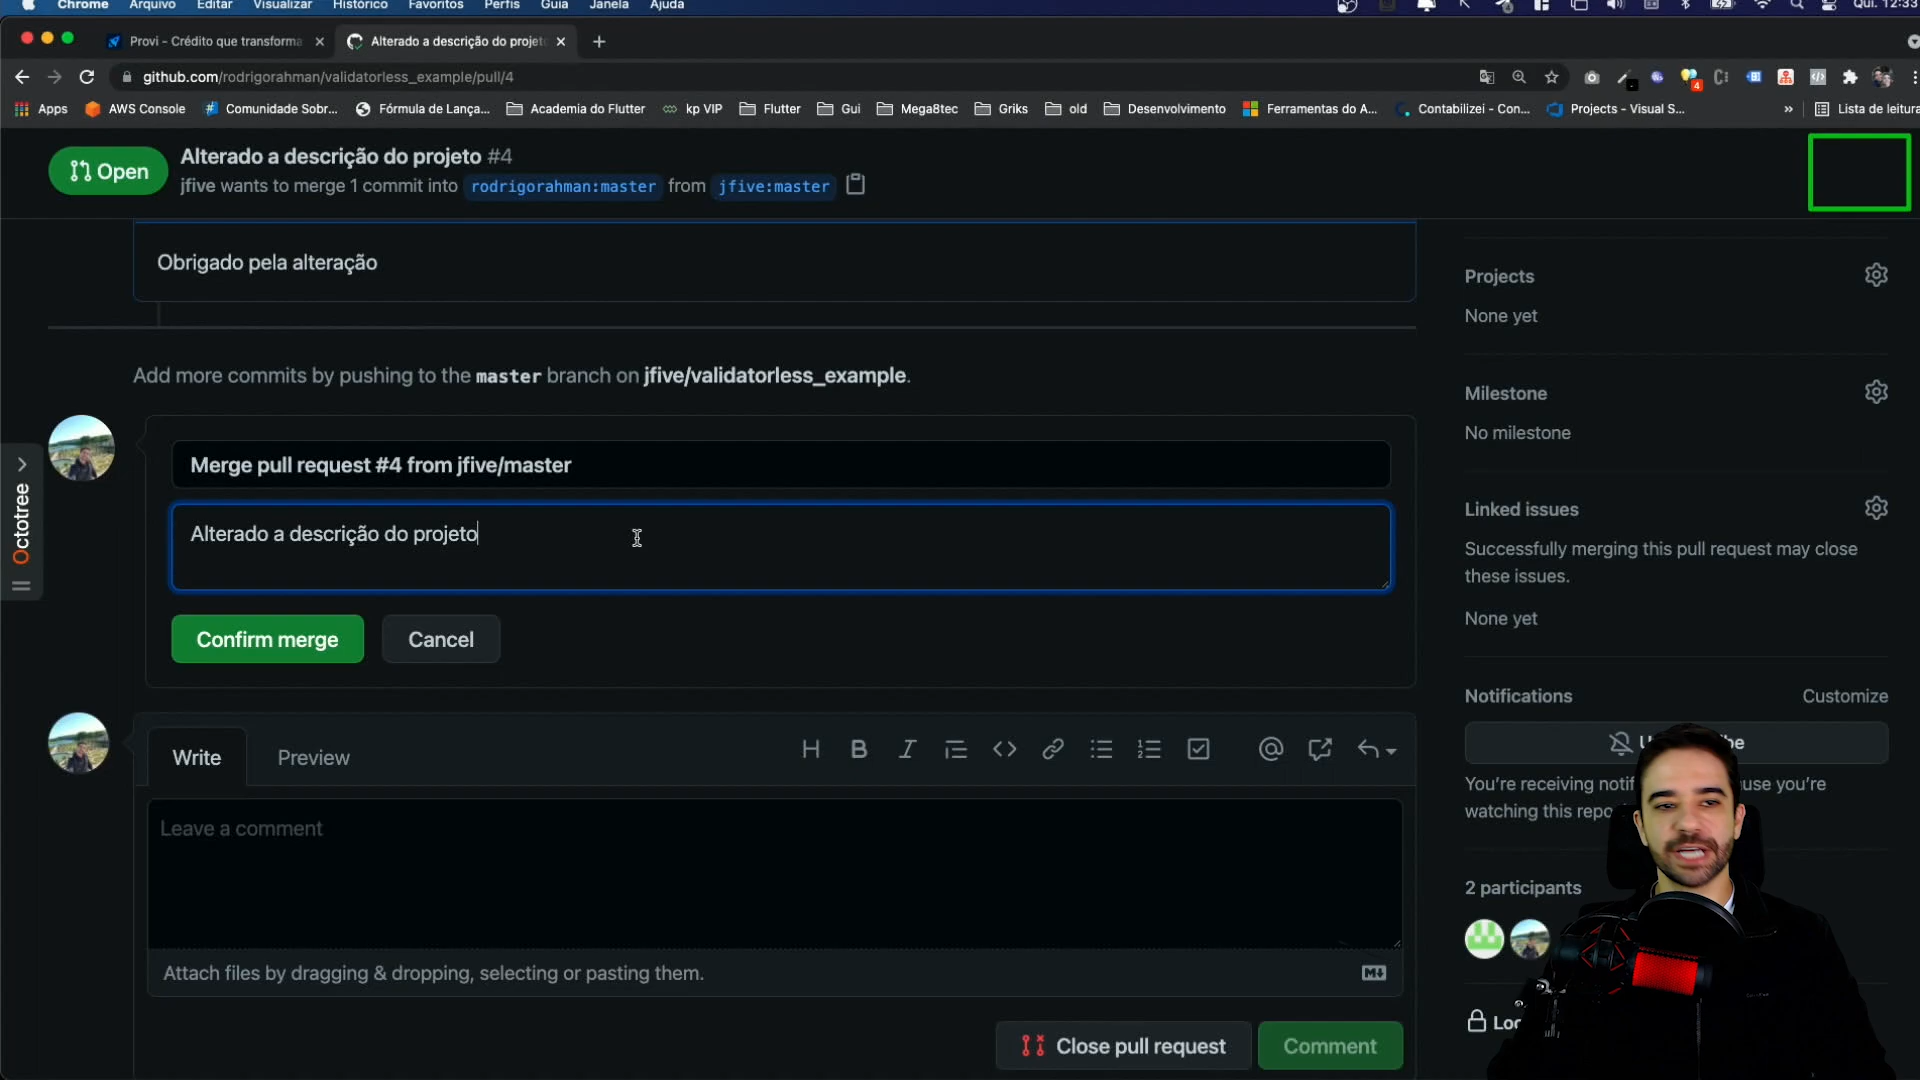 Chrome Arquivo Editar Visualizar Histórico Favoritos Perfis Guia Janela Ajuda Qui. 12:33
Provi - Crédito que transforma
Alterado a descrição do projet
github.com/rodrigorahman/validatorless_example/pull/4
Apps AWS Console Comunidade Sobr... Fórmula de Lança... Academia do Flutter kp VIP Flutter Gui Mega8tec Griks old Desenvolvimento Ferramentas do A... Contabilizei - Con... Projects - Visual S... » Lista de leitura
Open
Alterado a descrição do projeto #4
jfive wants to merge 1 commit into rodrigorahman:master from jfive:master
Obrigado pela alteração
Add more commits by pushing to the master branch on jfive/validatorless_example.
Merge pull request #4 from jfive/master
Alterado a descrição do projeto
Confirm merge
Cancel
Octotree
Write
Preview
Leave a comment
Attach files by dragging & dropping, selecting or pasting them.
Close pull request
Comment
Projects
None yet
Milestone
No milestone
Linked issues
Successfully merging this pull request may close
these issues.
None yet
Notifications
Customize
You're receiving
watching this
2 participants